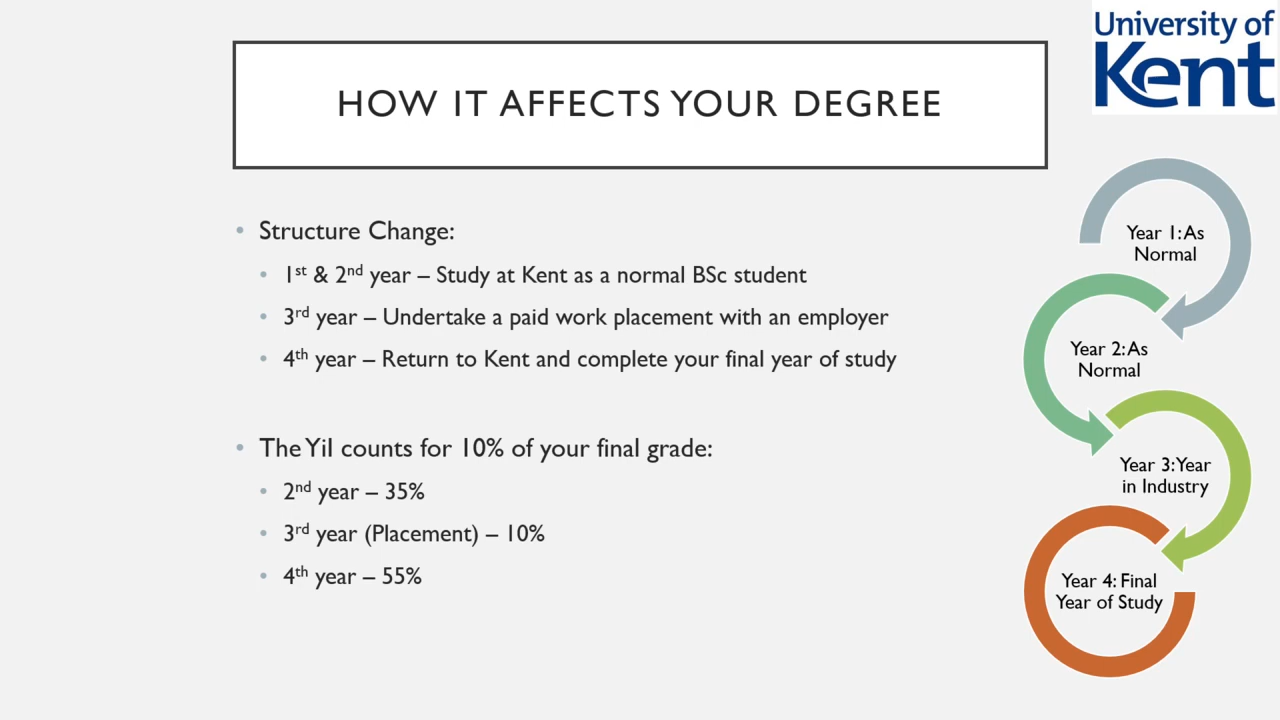 University of
Kent
HOW IT AFFECTS YOUR DEGREE
• Structure Change:
• 1st & 2nd year – Study at Kent as a normal BSc student
• 3rd year – Undertake a paid work placement with an employer
• 4th year – Return to Kent and complete your final year of study
• The YiI counts for 10% of your final grade:
• 2nd year – 35%
• 3rd year (Placement) – 10%
• 4th year – 55%
Year 1: As
Normal
Year 2: As
Normal
Year 3: Year
in Industry
Year 4: Final
Year of Study